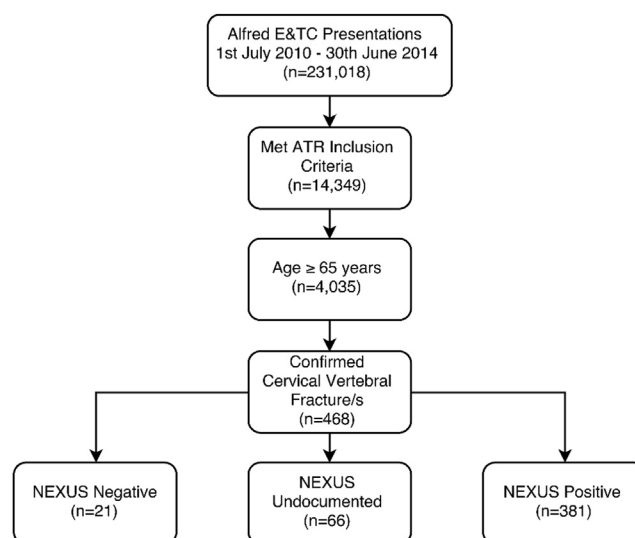 Alfred E&TC Presentations
1st July 2010 - 30th June 2014
(n=231,018)
Met ATR Inclusion
Criteria
(n=14,349)
Age ≥ 65 years
(n=4,035)
Confirmed
Cervical Vertebral
Fracture/s
(n=468)
NEXUS Negative
(n=21)
NEXUS
Undocumented
(n=66)
NEXUS Positive
(n=381)